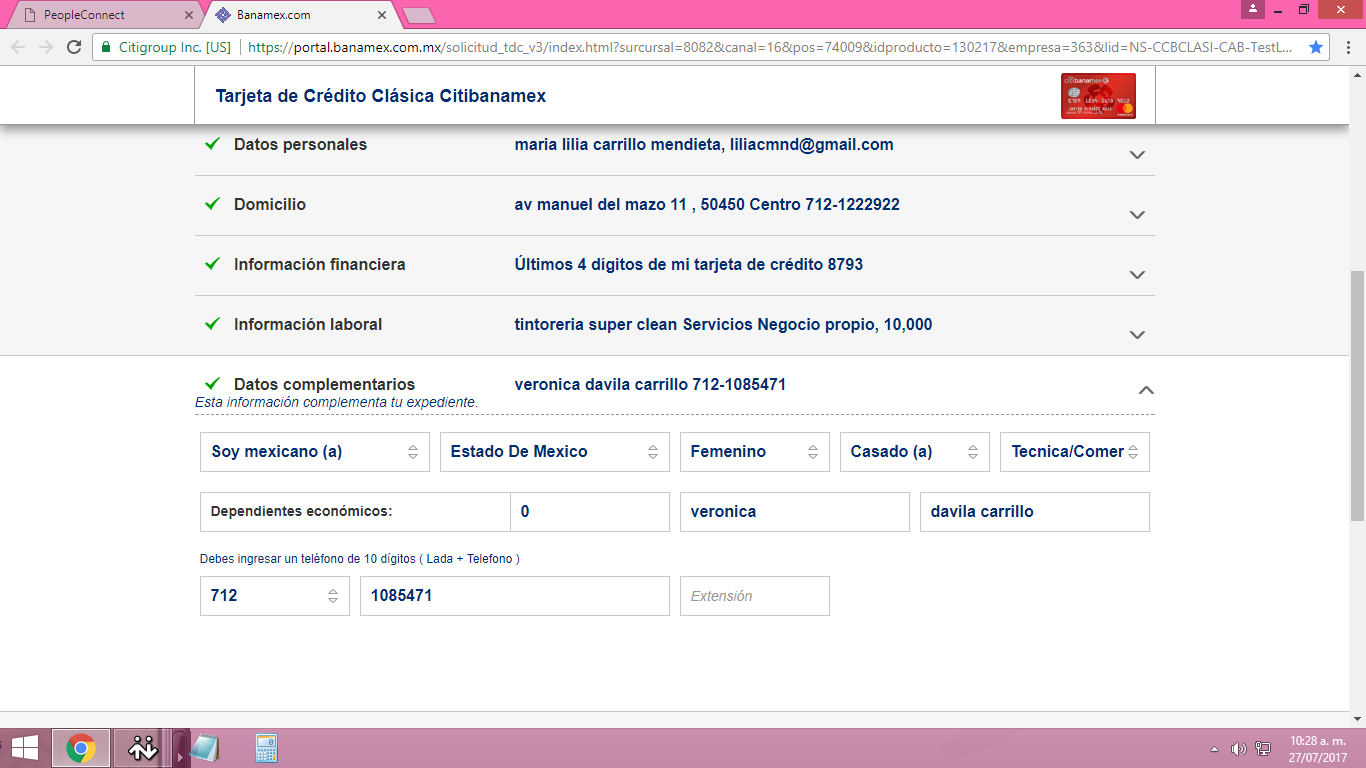 PeopleConnect
Banamex.com
Citigroup Inc. [US]
https://portal.banamex.com.mx/solicitud_tdc_v3/index.html?surcursal=8082&canal=16&pos=74009&idproducto=130217&empresa=363&lid=NS-CCBCLASI-CAB-TestL...
Tarjeta de Crédito Clásica Citibanamex
citibanamex
Datos personales maria lilia carrillo mendieta, liliacmnd@gmail.com
Domicilio av manuel del mazo 11 , 50450 Centro 712-1222922
Información financiera Últimos 4 dígitos de mi tarjeta de crédito 8793
Información laboral tintoreria super clean Servicios Negocio propio, 10,000
Datos complementarios veronica davila carrillo 712-1085471
Esta información complementa tu expediente.
Soy mexicano (a) Estado De Mexico Femenino Casado (a) Tecnica/Comer
Dependientes económicos: 0 veronica davila carrillo
Debes ingresar un teléfono de 10 dígitos ( Lada + Telefono )
712 1085471 Extensión
10:28 a. m.
27/07/2017